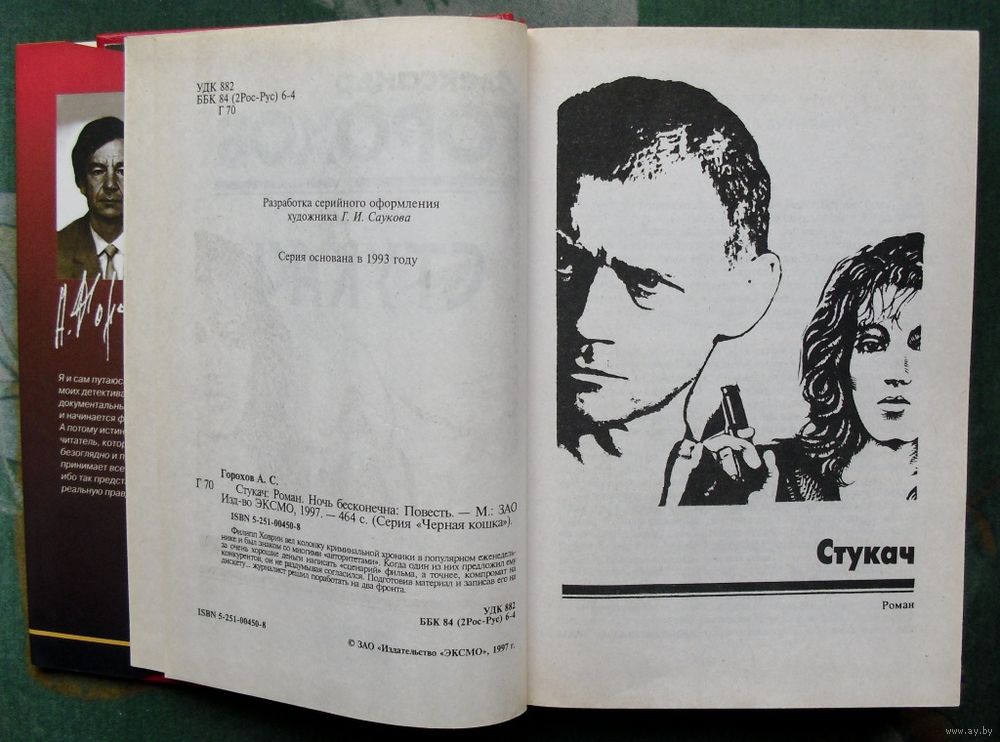 Я и сам путаюс
моих детектива
документальны
и начинается ф
А потому истин
читатель, котор
безоглядно и п
принимает все
ибо так предст
реальную прав
УДК 882
ББК 84 (2Рос-Рус) 6-4
Г 70
Разработка серийного оформления
художника Г. И. Саукова
Серия основана в 1993 году
Горохов А. С.
Г 70 Стукач: Роман. Ночь бесконечна: Повесть. — М.: ЗАО
Изд-во ЭКСМО, 1997. — 464 с. (Серия «Черная кошка»).
ISBN 5-251-00450-8
Филипп Ховрин вел колонку криминальной хроники в популярном еженедель-
нике и был знаком со многими «авторитетами». Когда один из них предложил ему
за очень хорошие деньги написать «сценарий» фильма, а точнее, компромат на
конкурентов, он не раздумывая согласился. Подготовив материал и записав его на
дискету... журналист решил поработать на два фронта.
УДК 882
ББК 84 (2Рос-Рус) 6-4
ISBN 5-251-00450-8
© ЗАО «Издательство «ЭКСМО», 1997 г.
Стукач
Роман
www.ay.by